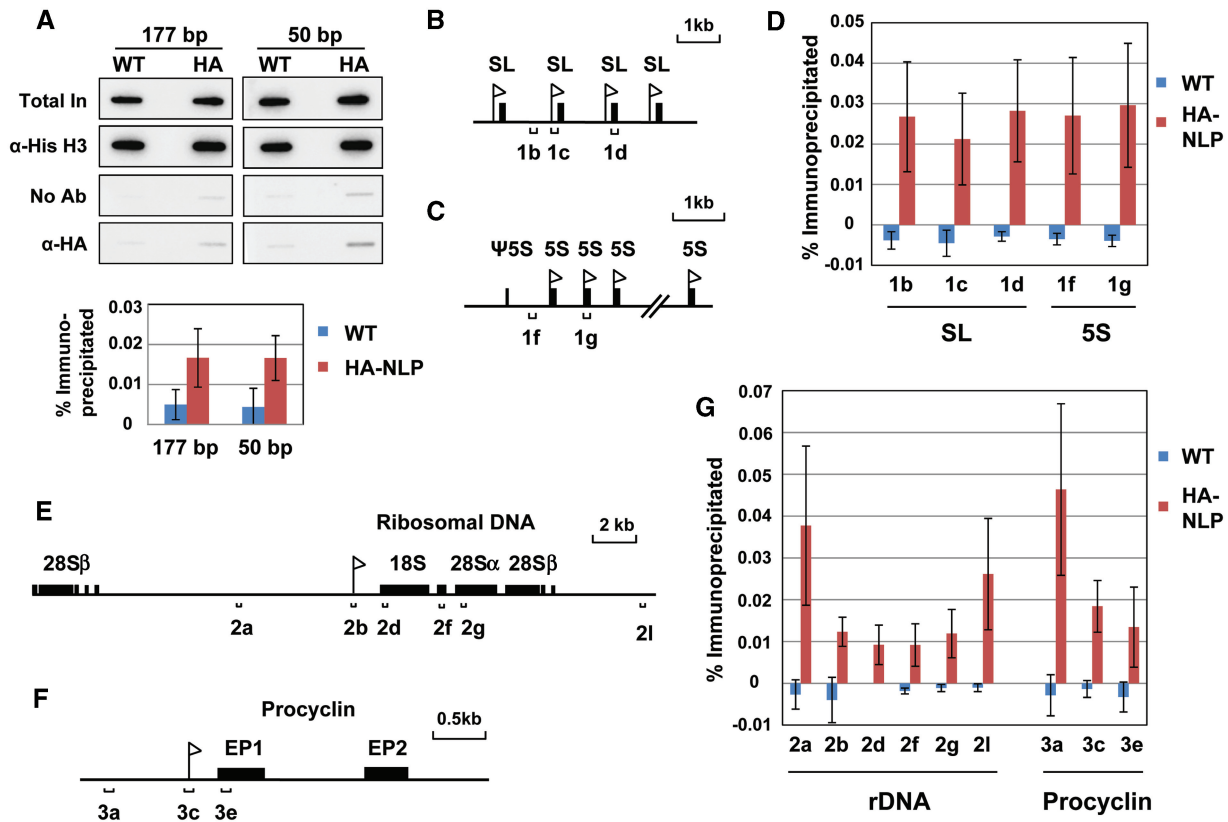 A
177 bp 50 bp
WT HA WT HA
Total In
α-His H3
No Ab
α-HA
% Immuno-
precipitated
0.03
0.02
0.01
0
177 bp 50 bp
WT
HA-NLP
B
1kb
SL SL SL SL
1b 1c 1d
C
1kb
Ψ5S 5S 5S 5S 5S
1f 1g
D
% Immunoprecipitated
0.05
0.04
0.03
0.02
0.01
0
-0.01
1b 1c 1d 1f 1g
SL 5S
WT
HA-
NLP
E
Ribosomal DNA
2 kb
28Sβ 18S 28Sα 28Sβ
2a 2b 2d 2f 2g 2l
F
Procyclin
0.5kb
EP1 EP2
3a 3c 3e
G
% Immunoprecipitated
0.07
0.06
0.05
0.04
0.03
0.02
0.01
0
-0.01
2a 2b 2d 2f 2g 2l 3a 3c 3e
rDNA Procyclin
WT
HA-
NLP